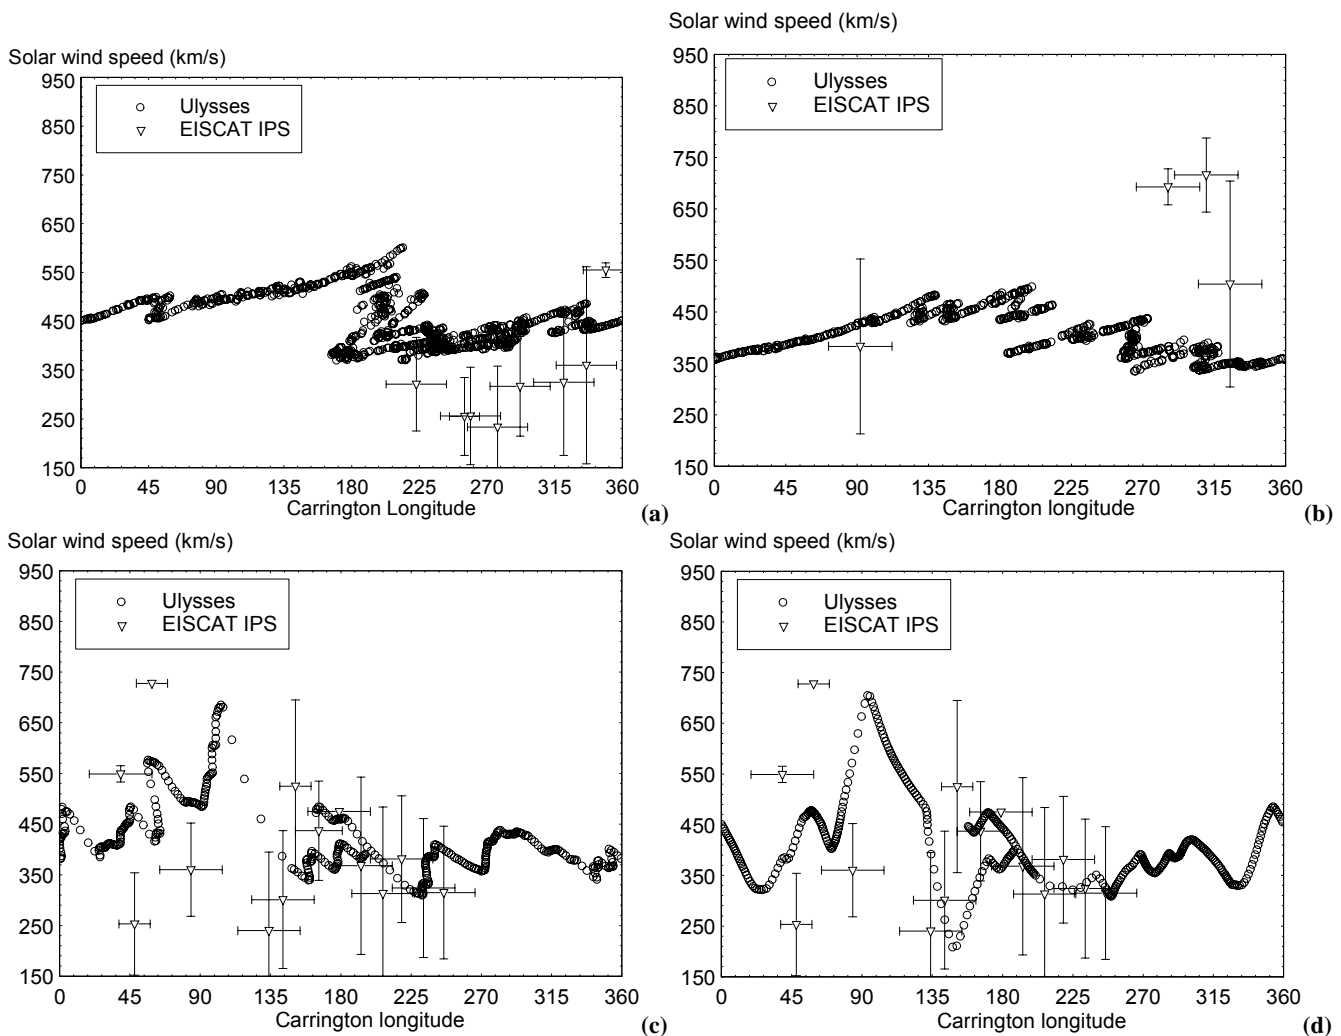 Solar wind speed (km/s)
950
850
750
650
550
450
350
250
150
Ulysses
EISCAT IPS
0 45 90 135 180 225 270 315 360
Carrington Longitude
(a)
Solar wind speed (km/s)
950
850
750
650
550
450
350
250
150
Ulysses
EISCAT IPS
0 45 90 135 180 225 270 315 360
Carrington longitude
(b)
Solar wind speed (km/s)
950
850
750
650
550
450
350
250
150
Ulysses
EISCAT IPS
0 45 90 135 180 225 270 315 360
Carrington longitude
(c)
Solar wind speed (km/s)
950
850
750
650
550
450
350
250
150
Ulysses
EISCAT IPS
0 45 90 135 180 225 270 315 360
Carrington longitude
(d)